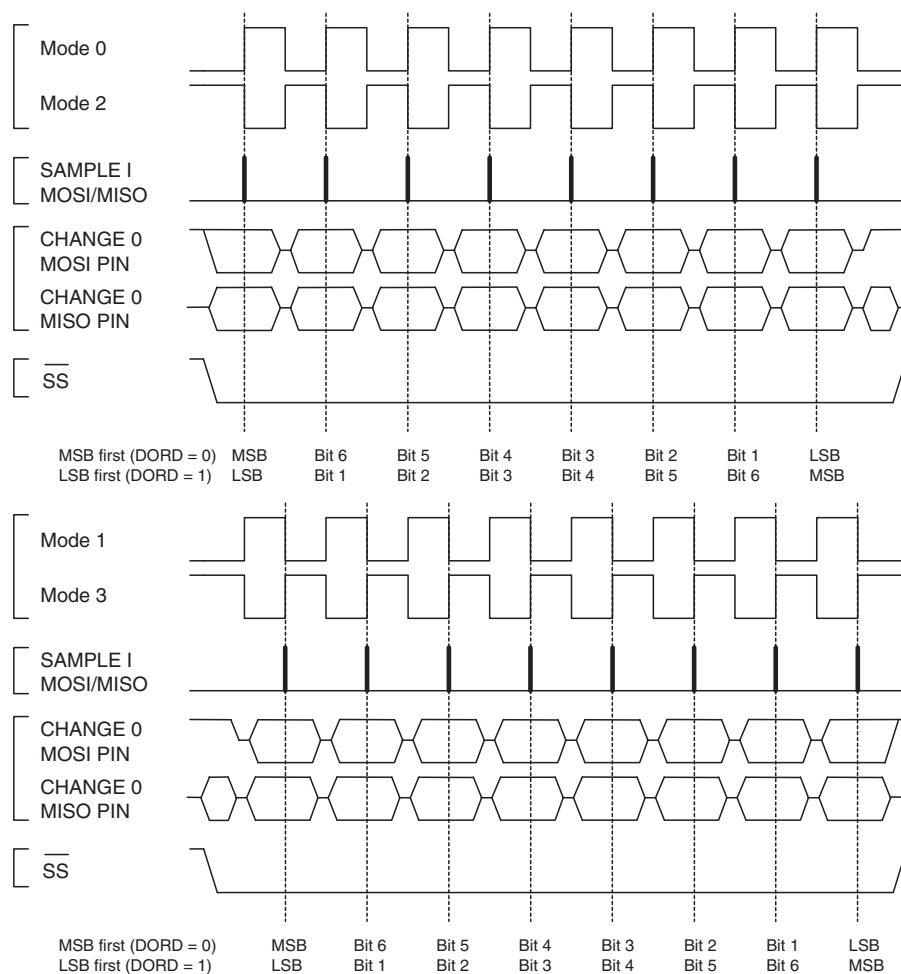 Mode 0
Mode 2
SAMPLE I
MOSI/MISO
CHANGE 0
MOSI PIN
CHANGE 0
MISO PIN
SS
MSB first (DORD = 0) MSB Bit 6 Bit 5 Bit 4 Bit 3 Bit 2 Bit 1 LSB
LSB first (DORD = 1) LSB Bit 1 Bit 2 Bit 3 Bit 4 Bit 5 Bit 6 MSB
Mode 1
Mode 3
SAMPLE I
MOSI/MISO
CHANGE 0
MOSI PIN
CHANGE 0
MISO PIN
SS
MSB first (DORD = 0) MSB Bit 6 Bit 5 Bit 4 Bit 3 Bit 2 Bit 1 LSB
LSB first (DORD = 1) LSB Bit 1 Bit 2 Bit 3 Bit 4 Bit 5 Bit 6 MSB